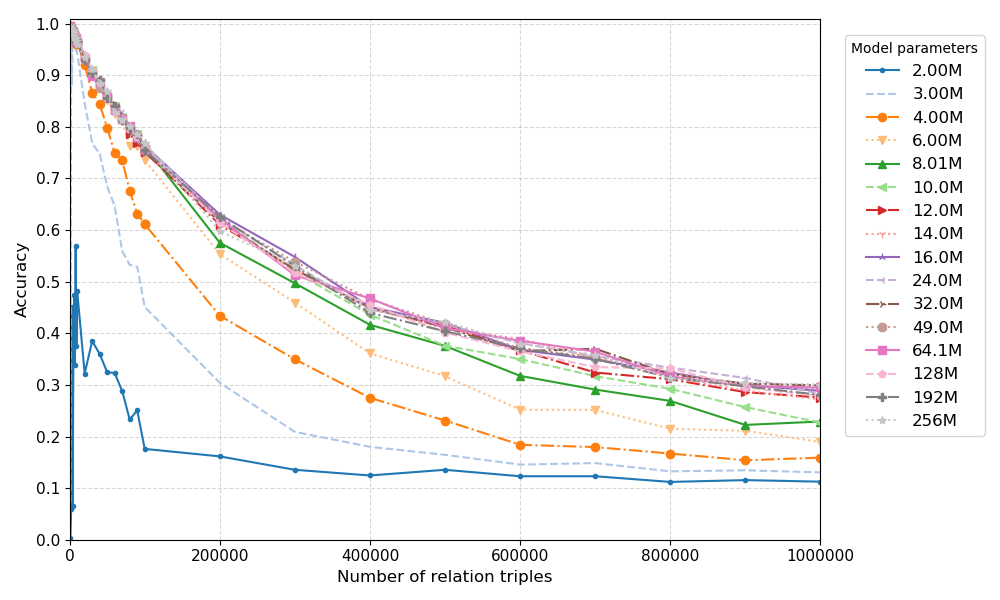 1.0
0.9
0.8
0.7
0.6
0.5
0.4
0.3
0.2
0.1
0.0
Accuracy
0 200000 400000 600000 800000 1000000
Number of relation triples
Model parameters
2.00M
3.00M
4.00M
6.00M
8.01M
10.0M
12.0M
14.0M
16.0M
24.0M
32.0M
49.0M
64.1M
128M
192M
256M